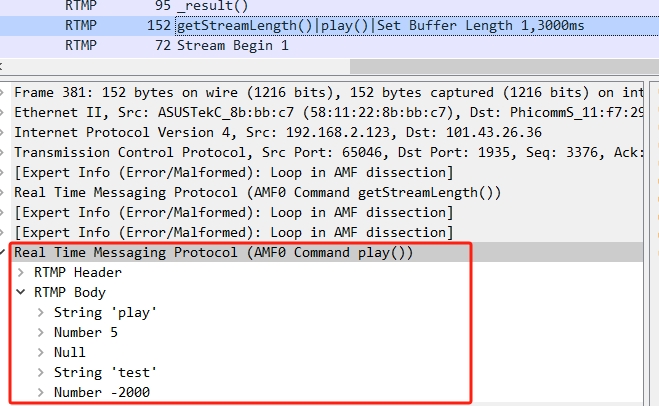 RTMP 95 _result()
RTMP 152 getStreamLength()|play()|Set Buffer Length 1,3000ms
RTMP 72 Stream Begin 1
Frame 381: 152 bytes on wire (1216 bits), 152 bytes captured (1216 bits) on int
Ethernet II, Src: ASUSTekC_8b:bb:c7 (58:11:22:8b:bb:c7), Dst: PhicommS_11:f7:29
Internet Protocol Version 4, Src: 192.168.2.123, Dst: 101.43.26.36
Transmission Control Protocol, Src Port: 65046, Dst Port: 1935, Seq: 3376, Ack:
[Expert Info (Error/Malformed): Loop in AMF dissection]
Real Time Messaging Protocol (AMF0 Command getStreamLength())
[Expert Info (Error/Malformed): Loop in AMF dissection]
[Expert Info (Error/Malformed): Loop in AMF dissection]
Real Time Messaging Protocol (AMF0 Command play())
RTMP Header
RTMP Body
String 'play'
Number 5
Null
String 'test'
Number -2000